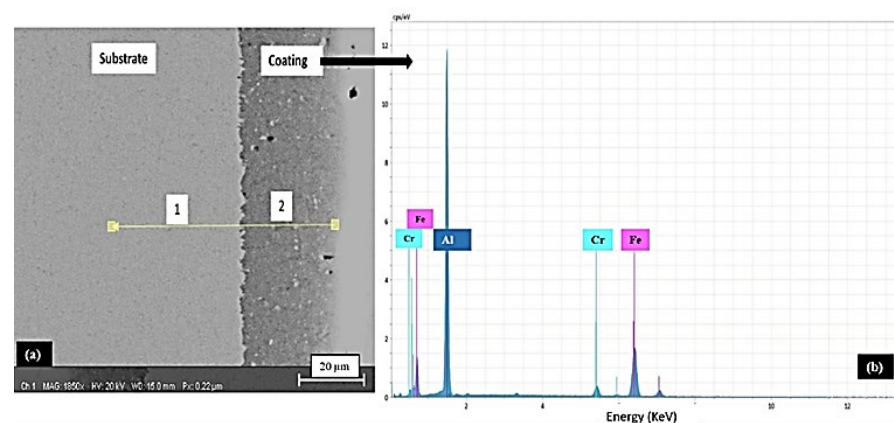 Substrate
Coating
1
2
(a)
20 µm
Ch 1 MAG: 1850x HV: 20 kV WD: 15.0 mm Px: 0.22 µm
cps/eV
12
10
8
6
4
2
0
Fe
Cr
Al
Cr
Fe
2
4
6
8
10
12
Energy (KeV)
(b)